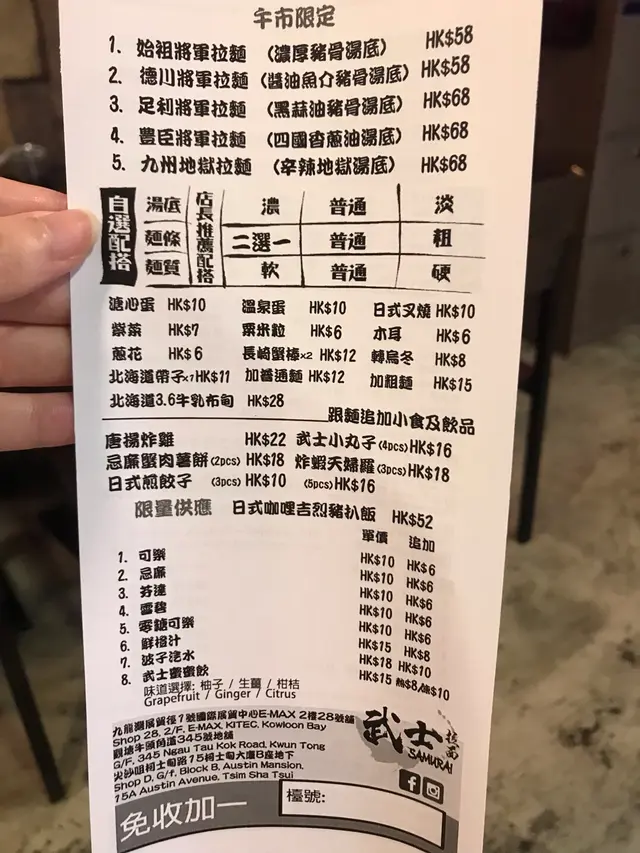 午市限定
1. 始祖將軍拉麵 （濃厚豬骨湯底） HK$58
2. 德川將軍拉麵 （醬油魚介豬骨湯底） HK$58
3. 足利將軍拉麵 （黑蒜油豬骨湯底） HK$68
4. 豊臣將軍拉麵 （四國香蔥油湯底） HK$68
5. 九州地獄拉麵 （辛辣地獄湯底） HK$68
自選配搭 店長推薦配搭
湯底 濃 普通 淡
麵條 二選一 普通 粗
麵質 軟 普通 硬
溏心蛋 HK$10 溫泉蛋 HK$10 日式叉燒 HK$10
紫菜 HK$7 粟米粒 HK$6 木耳 HK$6
蔥花 HK$6 長崎蟹棒x2 HK$12 轉烏冬 HK$8
北海道帶子x1 HK$11 加普通麵 HK$12 加粗麵 HK$15
北海道3.6牛乳布甸 HK$28
跟麵追加小食及飲品
唐揚炸雞 HK$22 武士小丸子(4pcs) HK$16
忌廉蟹肉薯餅(2pcs) HK$18 炸蝦天婦羅(3pcs) HK$18
日式煎餃子 (3pcs) HK$10 (5pcs) HK$16
限量供應 日式咖哩吉烈豬扒飯 HK$52
單價 追加
1. 可樂 HK$10 HK$6
2. 忌廉 HK$10 HK$6
3. 芬達 HK$10 HK$6
4. 雪碧 HK$10 HK$6
5. 零糖可樂 HK$10 HK$6
6. 鮮橙汁 HK$15 HK$8
7. 波子汽水 HK$18 HK$10
8. 武士蜜蜜飲 HK$15 熱$8/凍$10
味道選擇: 柚子 / 生薑 / 柑桔
Grapefruit / Ginger / Citrus
九龍灣展貿徑1號國際展貿中心E-MAX 2樓28號舖
Shop 28, 2/F, E-MAX, KITEC, Kowloon Bay
觀塘牛頭角道345號地舖
G/F, 345 Ngau Tau Kok Road, Kwun Tong
尖沙咀柯士甸路15柯士甸大廈B座地下
Shop D, G/f, Block B, Austin Mansion,
15A Austin Avenue, Tsim Sha Tsui
武士拉麵
SAMURAI
免收加一
檯號: